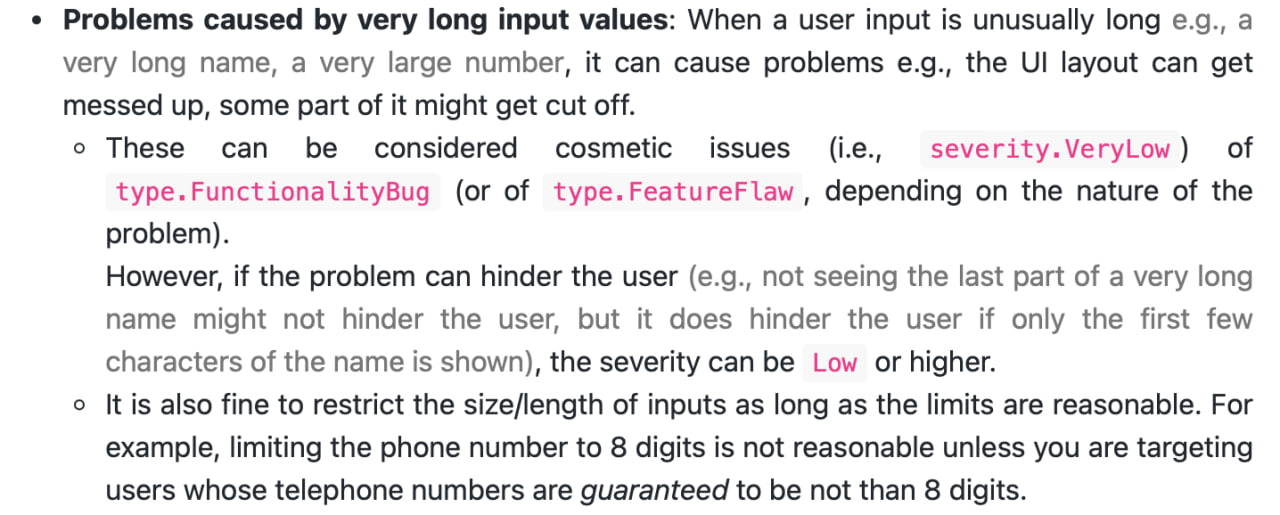 • Problems caused by very long input values: When a user input is unusually long e.g., a
very long name, a very large number, it can cause problems e.g., the UI layout can get
messed up, some part of it might get cut off.
◦ These can be considered cosmetic issues (i.e., severity.VeryLow) of
type.FunctionalityBug (or of type.FeatureFlaw, depending on the nature of the
problem).
However, if the problem can hinder the user (e.g., not seeing the last part of a very long
name might not hinder the user, but it does hinder the user if only the first few
characters of the name is shown), the severity can be Low or higher.
◦ It is also fine to restrict the size/length of inputs as long as the limits are reasonable. For
example, limiting the phone number to 8 digits is not reasonable unless you are targeting
users whose telephone numbers are guaranteed to be not than 8 digits.